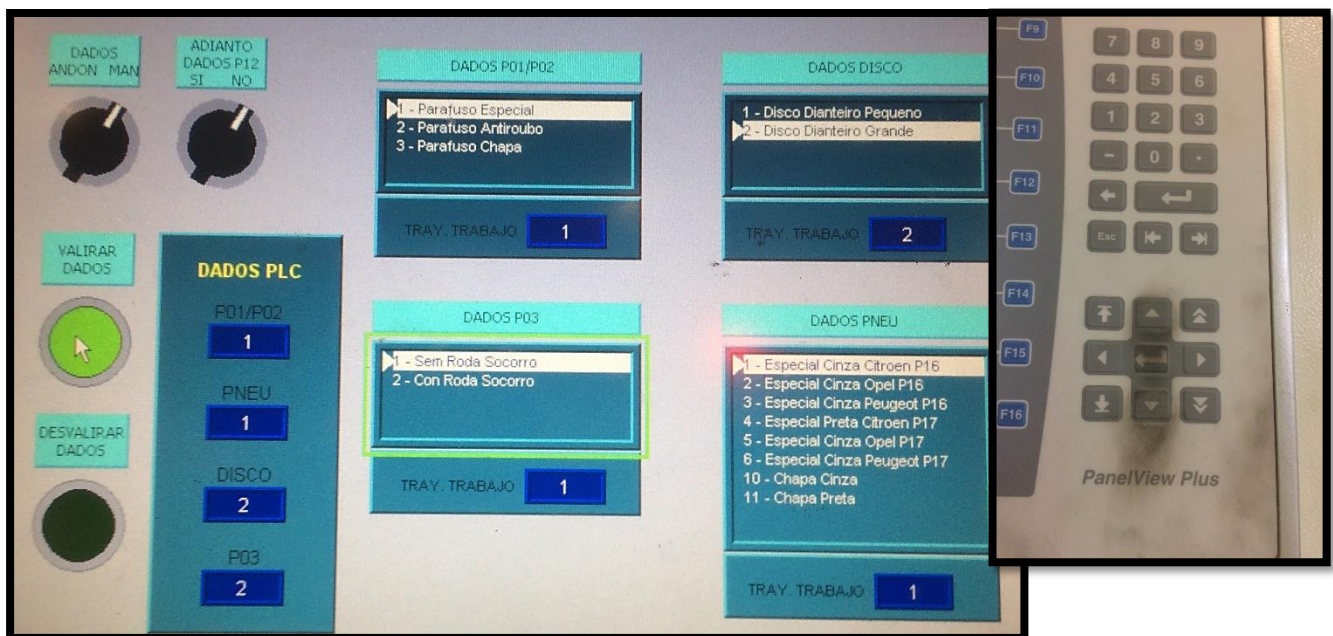 DADOS
ANDON MAN
ADIANTO
DADOS P12
SI NO
VALIRAR
DADOS
DESVALIRAR
DADOS
DADOS PLC
P01/P02
1
PNEU
1
DISCO
2
P03
2
DADOS P01/P02
1 - Parafuso Especial
2 - Parafuso Antiroubo
3 - Parafuso Chapa
TRAY. TRABAJO 1
DADOS P03
1 - Sem Roda Socorro
2 - Con Roda Socorro
TRAY. TRABAJO 1
DADOS DISCO
1 - Disco Dianteiro Pequeno
2 - Disco Dianteiro Grande
TRAY. TRABAJO 2
DADOS PNEU
1 - Especial Cinza Citroen P16
2 - Especial Cinza Opel P16
3 - Especial Cinza Peugeot P16
4 - Especial Preta Citroen P17
5 - Especial Cinza Opel P17
6 - Especial Cinza Peugeot P17
10 - Chapa Cinza
11 - Chapa Preta
TRAY. TRABAJO 1
F9
F10
F11
F12
F13
F14
F15
F16
7 8 9
4 5 6
1 2 3
- 0 .
Esc
PanelView Plus